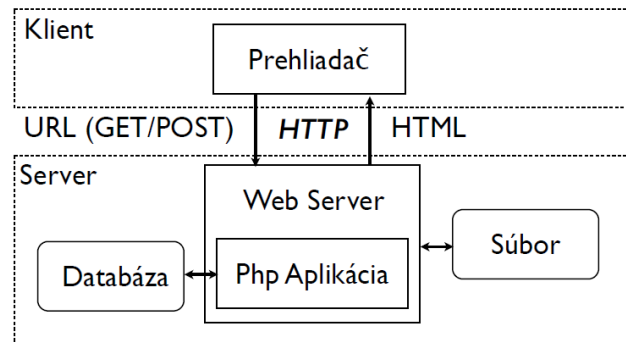 Klient
Prehliadač
URL (GET/POST) HTTP HTML
Server
Web Server
Databáza
Php Aplikácia
Súbor